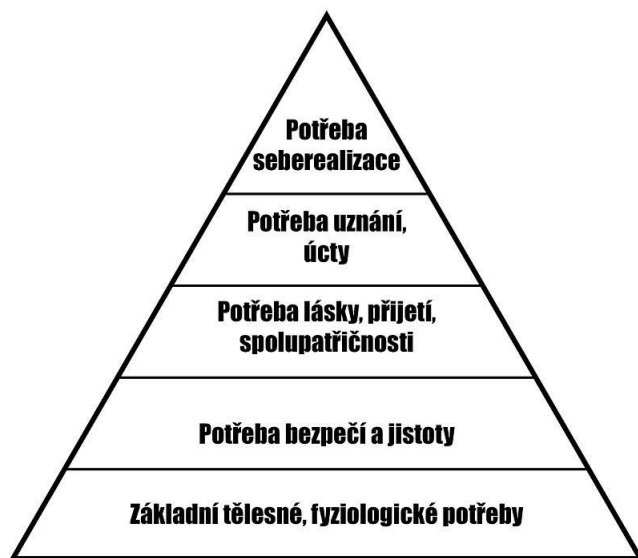 Potřeba
seberealizace
Potřeba uznání,
úcty
Potřeba lásky, přijetí,
spolupatřičnosti
Potřeba bezpečí a jistoty
Základní tělesné, fyziologické potřeby